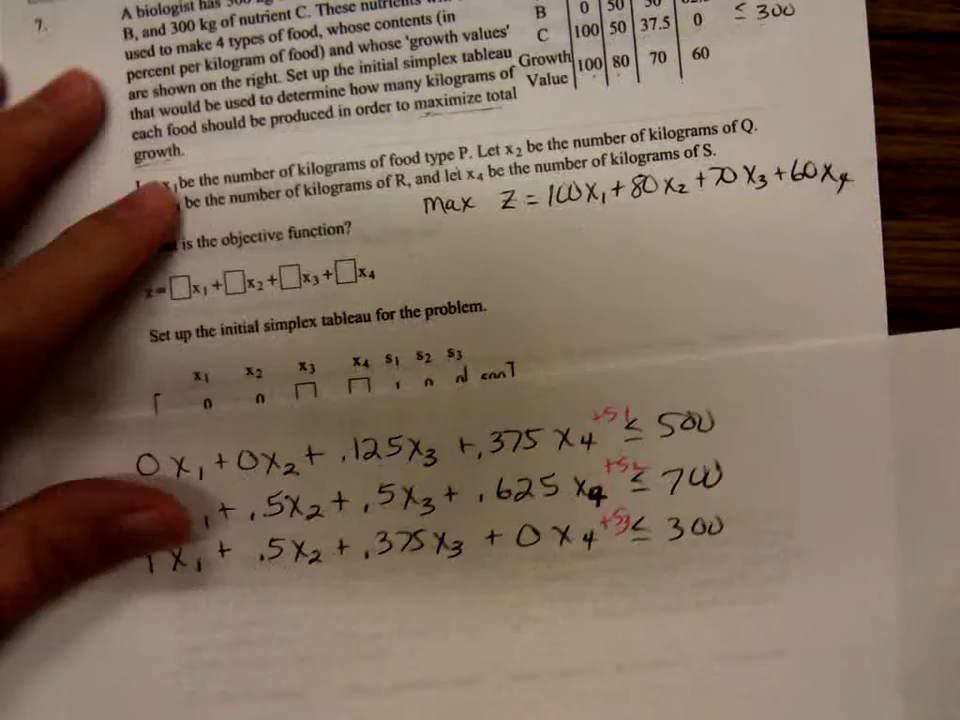 7.
A biologist has 500 kg
B, and 300 kg of nutrient C. These nutrients
used to make 4 types of food, whose contents (in
percent per kilogram of food) and whose 'growth values'
are shown on the right. Set up the initial simplex tableau
that would be used to determine how many kilograms of
each food should be produced in order to maximize total
growth.
B 0 50 50
C 100 50 37.5 0 ≤ 300
Growth Value 100 80 70 60
x₁ be the number of kilograms of food type P. Let x₂ be the number of kilograms of Q.
be the number of kilograms of R, and let x₄ be the number of kilograms of S.
max Z = 100x₁ + 80x₂ + 70x₃ + 60x₄
is the objective function?
z = □x₁ + □x₂ + □x₃ + □x₄
Set up the initial simplex tableau for the problem.
x₁ x₂ x₃ x₄ s₁ s₂ s₃
0x₁ + 0x₂ + .125x₃ + .375x₄ +s₁ ≤ 500
₁ + .5x₂ + .5x₃ + .625x₄ +s₂ ≤ 700
1x₁ + .5x₂ + .375x₃ + 0x₄ +s₃ ≤ 300